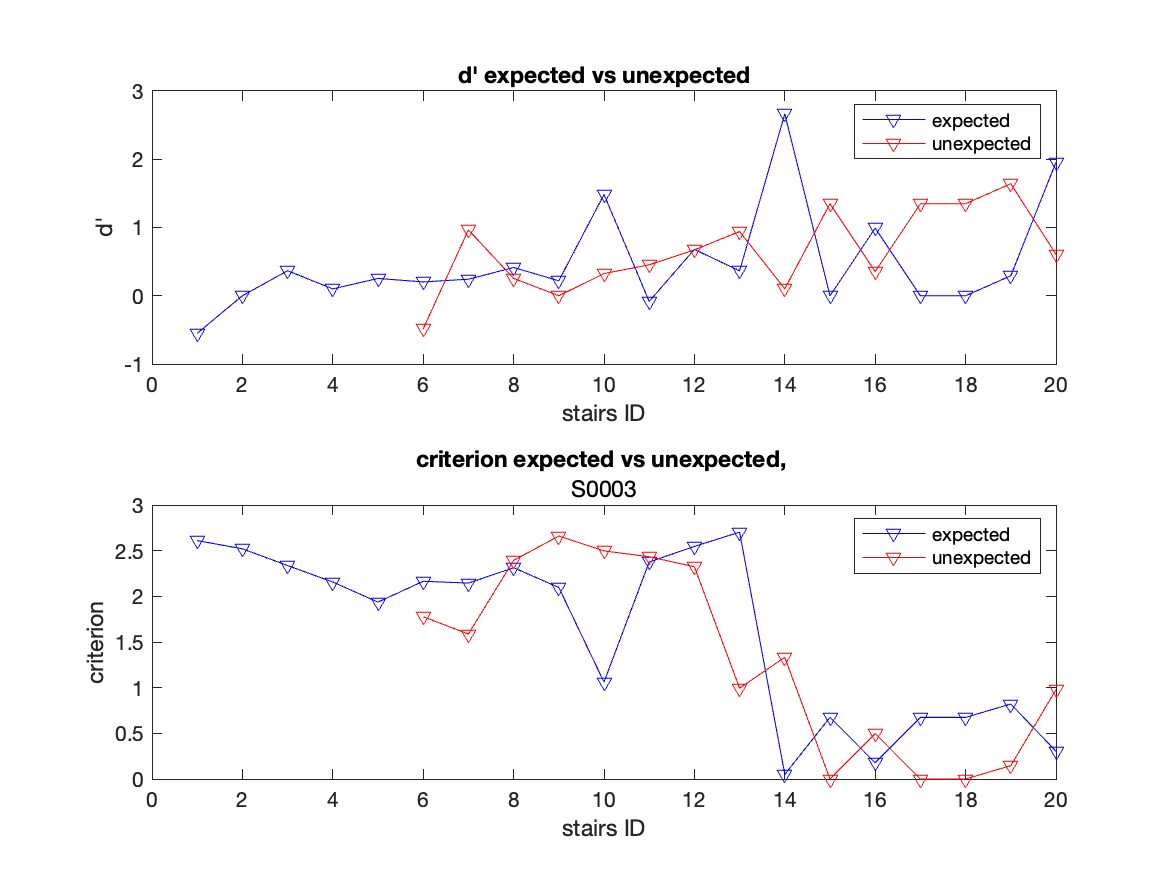 d' expected vs unexpected
3
2
1
0
-1
d'
expected
unexpected
0 2 4 6 8 10 12 14 16 18 20
stairs ID
criterion expected vs unexpected,
S0003
3
2.5
2
1.5
1
0.5
0
criterion
expected
unexpected
0 2 4 6 8 10 12 14 16 18 20
stairs ID